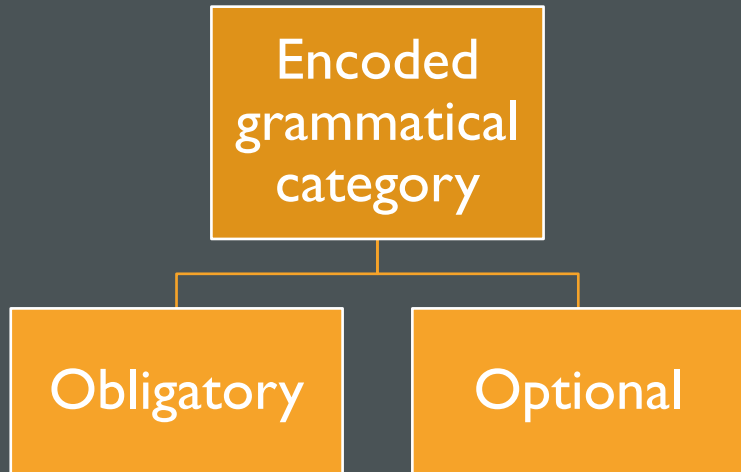 Encoded
grammatical
category
Obligatory
Optional